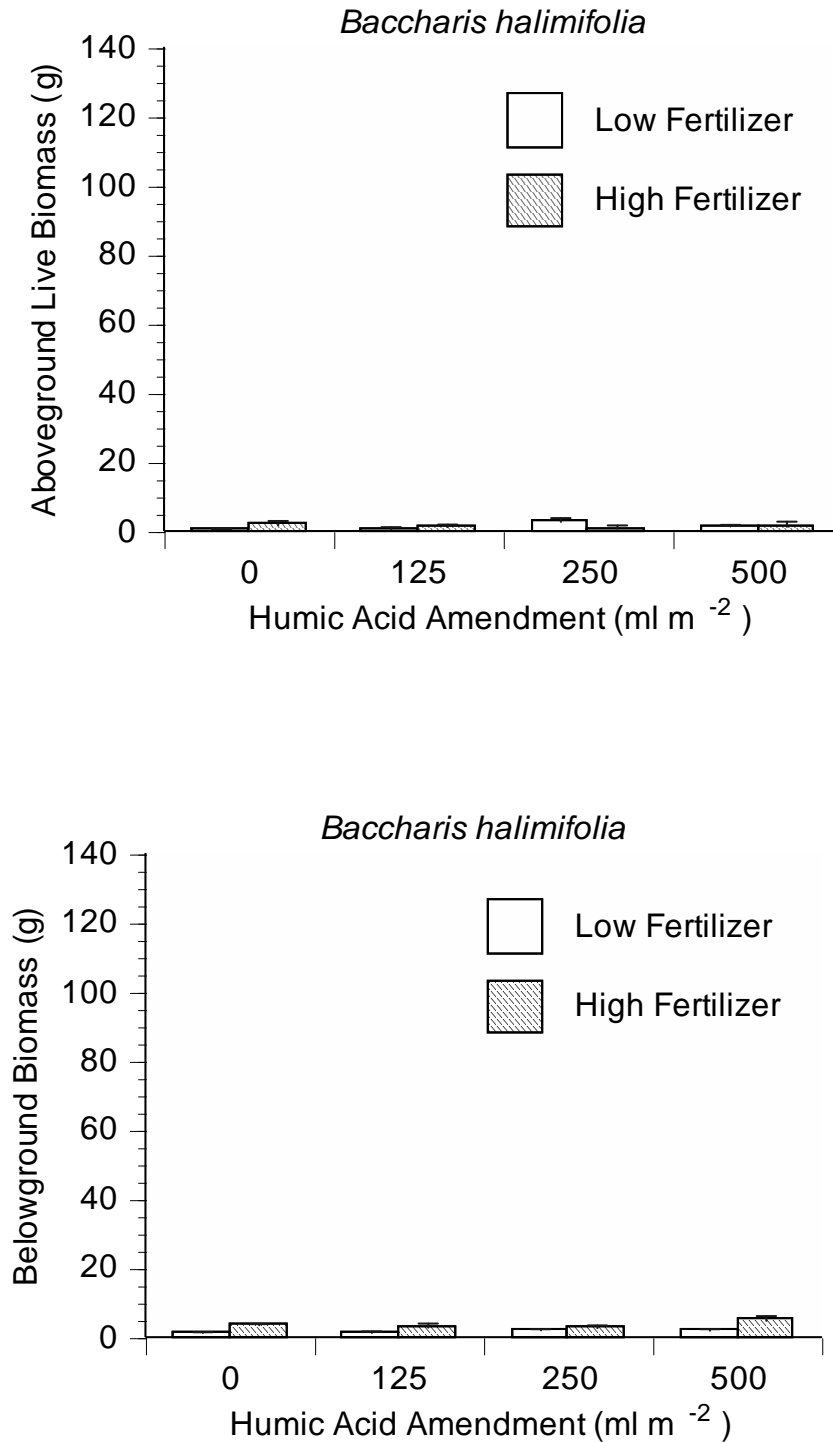 Baccharis halimifolia
Aboveground Live Biomass (g)
140
120
100
80
60
40
20
0
Low Fertilizer
High Fertilizer
0 125 250 500
Humic Acid Amendment (ml m -2 )
Baccharis halimifolia
Belowground Biomass (g)
140
120
100
80
60
40
20
0
Low Fertilizer
High Fertilizer
0 125 250 500
Humic Acid Amendment (ml m -2 )